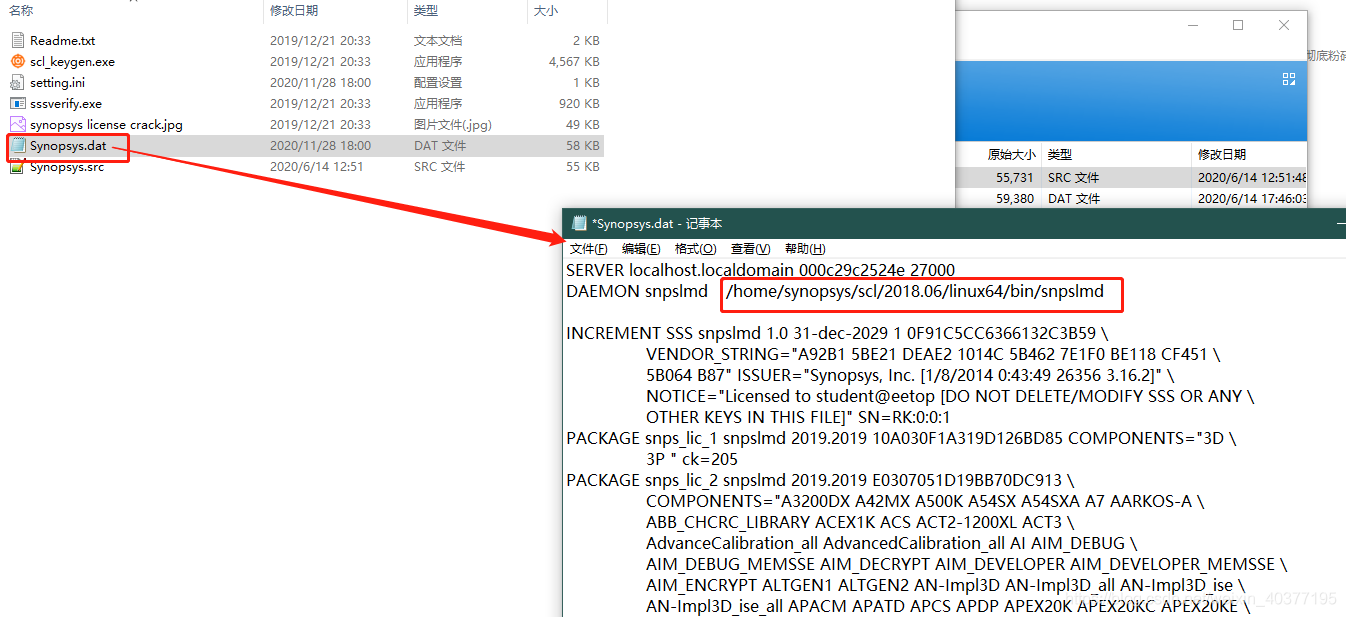 名称 修改日期 类型 大小
Readme.txt 2019/12/21 20:33 文本文档 2 KB
scl_keygen.exe 2019/12/21 20:33 应用程序 4,567 KB
setting.ini 2020/11/28 18:00 配置设置 1 KB
sssverify.exe 2019/12/21 20:33 应用程序 920 KB
synopsys license crack.jpg 2019/12/21 20:33 图片文件(.jpg) 49 KB
Synopsys.dat 2020/11/28 18:00 DAT 文件 58 KB
Synopsys.src 2020/6/14 12:51 SRC 文件 55 KB
彻底粉碎
原始大小 类型 修改日期
55,731 SRC 文件 2020/6/14 12:51:48
59,380 DAT 文件 2020/6/14 17:46:03
*Synopsys.dat - 记事本
文件(F) 编辑(E) 格式(O) 查看(V) 帮助(H)
SERVER localhost.localdomain 000c29c2524e 27000
DAEMON snpslmd /home/synopsys/scl/2018.06/linux64/bin/snpslmd
INCREMENT SSS snpslmd 1.0 31-dec-2029 1 0F91C5CC6366132C3B59 \
VENDOR_STRING="A92B1 5BE21 DEAE2 1014C 5B462 7E1F0 BE118 CF451 \
5B064 B87" ISSUER="Synopsys, Inc. [1/8/2014 0:43:49 26356 3.16.2]" \
NOTICE="Licensed to student@eetop [DO NOT DELETE/MODIFY SSS OR ANY \
OTHER KEYS IN THIS FILE]" SN=RK:0:0:1
PACKAGE snps_lic_1 snpslmd 2019.2019 10A030F1A319D126BD85 COMPONENTS="3D \
3P " ck=205
PACKAGE snps_lic_2 snpslmd 2019.2019 E0307051D19BB70DC913 \
COMPONENTS="A3200DX A42MX A500K A54SX A54SXA A7 AARKOS-A \
ABB_CHCRC_LIBRARY ACEX1K ACS ACT2-1200XL ACT3 \
AdvanceCalibration_all AdvancedCalibration_all AI AIM_DEBUG \
AIM_DEBUG_MEMSSE AIM_DECRYPT AIM_DEVELOPER AIM_DEVELOPER_MEMSSE \
AIM_ENCRYPT ALTGEN1 ALTGEN2 AN-Impl3D AN-Impl3D_all AN-Impl3D_ise \
AN-Impl3D_ise_all APACM APATD APCS APDP APEX20K APEX20KC APEX20KE \